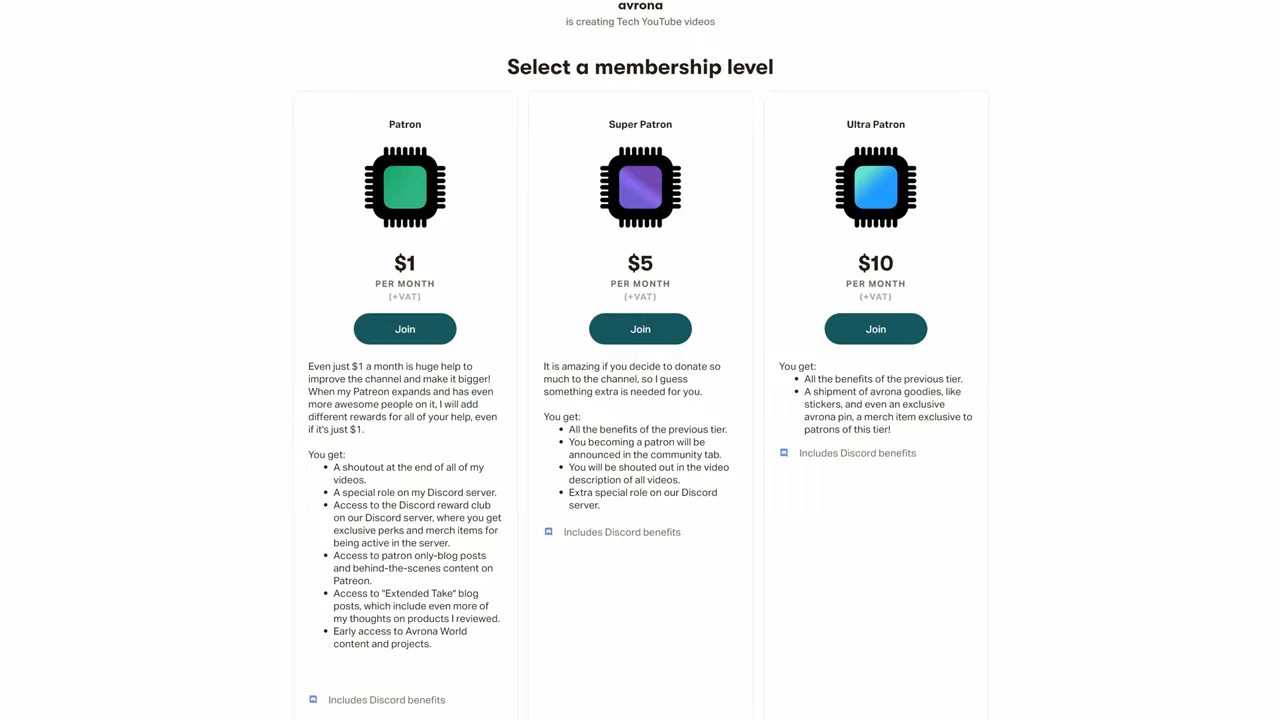 avrona
is creating Tech YouTube videos
Select a membership level
Patron
$1
PER MONTH
(+VAT)
Join
Even just $1 a month is huge help to
improve the channel and make it bigger!
When my Patreon expands and has even
more awesome people on it, I will add
different rewards for all of your help, even
if it's just $1.
You get:
• A shoutout at the end of all of my
videos.
• A special role on my Discord server.
• Access to the Discord reward club
on our Discord server, where you get
exclusive perks and merch items for
being active in the server.
• Access to patron only-blog posts
and behind-the-scenes content on
Patreon.
• Access to "Extended Take" blog
posts, which include even more of
my thoughts on products I reviewed.
• Early access to Avrona World
content and projects.
Includes Discord benefits
Super Patron
$5
PER MONTH
(+VAT)
Join
It is amazing if you decide to donate so
much to the channel, so I guess
something extra is needed for you.
You get:
• All the benefits of the previous tier.
• You becoming a patron will be
announced in the community tab.
• You will be shouted out in the video
description of all videos.
• Extra special role on our Discord
server.
Includes Discord benefits
Ultra Patron
$10
PER MONTH
(+VAT)
Join
You get:
• All the benefits of the previous tier.
• A shipment of avrona goodies, like
stickers, and even an exclusive
avrona pin, a merch item exclusive to
patrons of this tier!
Includes Discord benefits